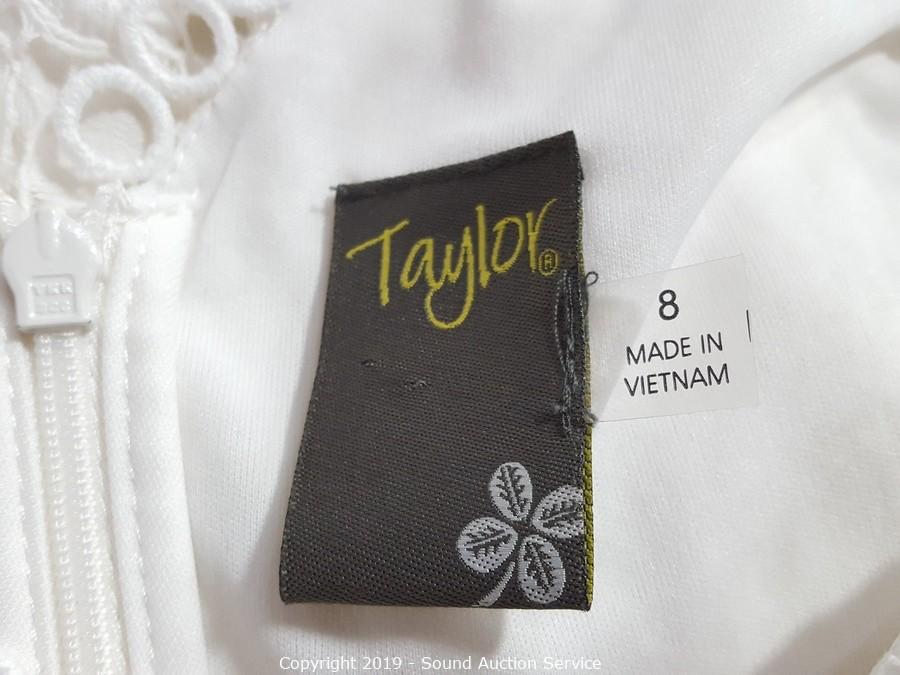 Taylor®
8
MADE IN
VIETNAM
Copyright 2019 - Sound Auction Service